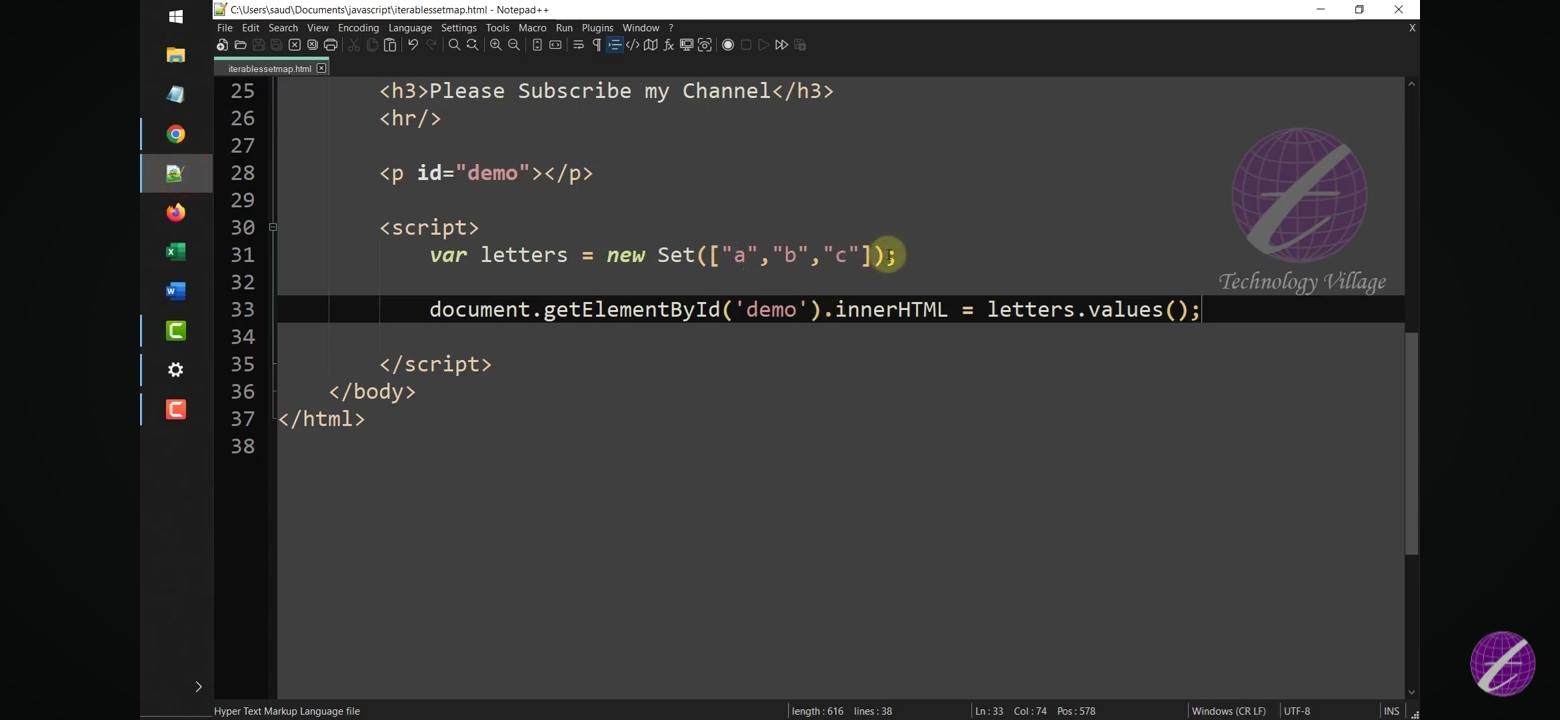 C:\Users\saud\Documents\javascript\iterablessetmap.html - Notepad++
File Edit Search View Encoding Language Settings Tools Macro Run Plugins Window ? X
iterablessetmap.html
25 <h3>Please Subscribe my Channel</h3>
26 <hr/>
27
28 <p id="demo"></p>
29
30 <script>
31 var letters = new Set(["a","b","c"]);
32
33 document.getElementById('demo').innerHTML = letters.values();
34
35 </script>
36 </body>
37 </html>
38
Technology Village
Hyper Text Markup Language file length : 616 lines : 38 Ln : 33 Col : 74 Pos : 578 Windows (CR LF) UTF-8 INS